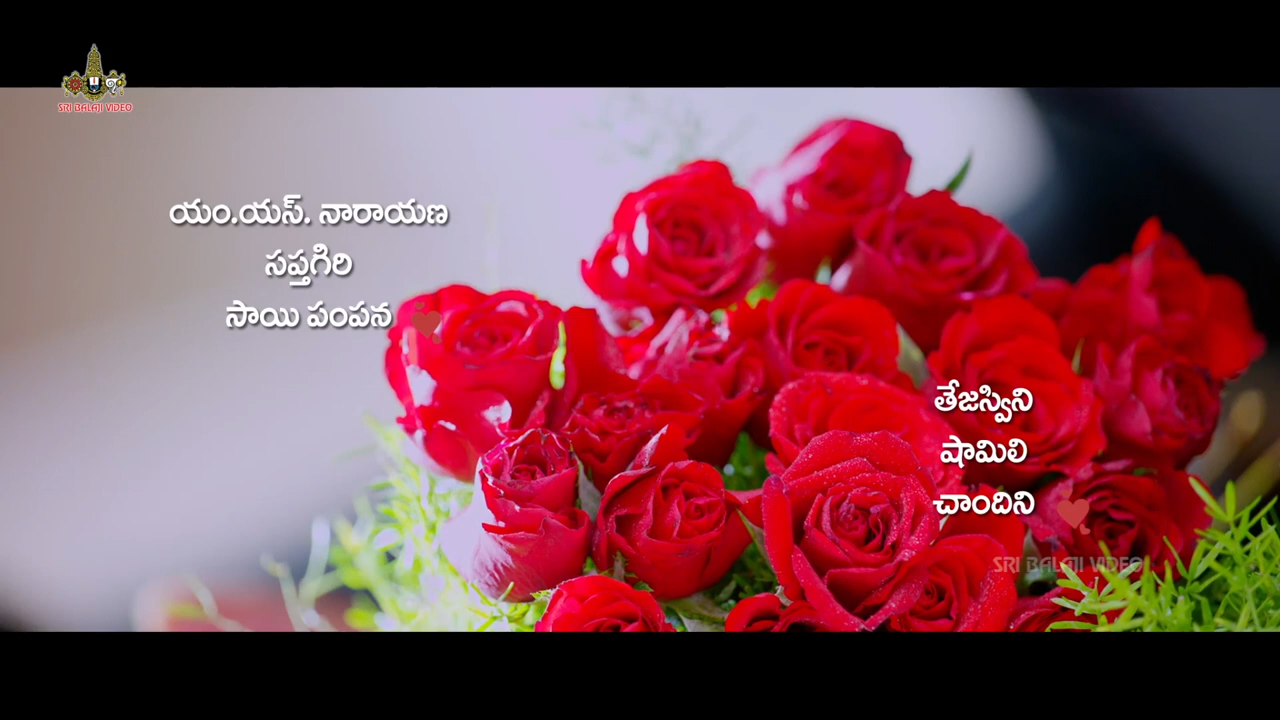 SRI BALAJI VIDEO
యం.యస్. నారాయణ
సప్తగిరి
సాయి పంపన
తేజస్విని
షామిలి
చాందిని
SRI BALAJI VIDEO